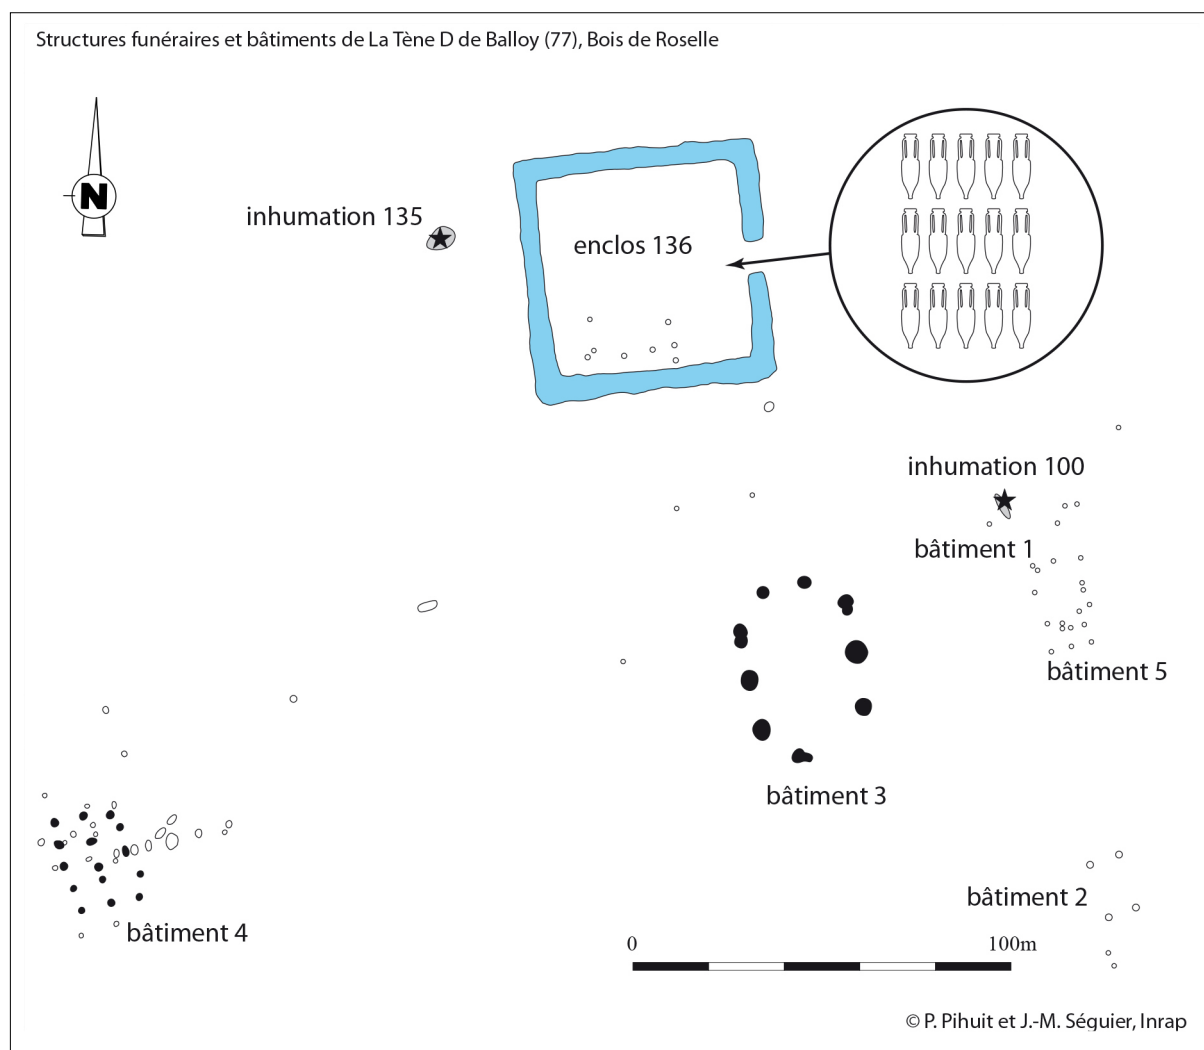 Structures funéraires et bâtiments de La Tène D de Balloy (77), Bois de Roselle
N
inhumation 135
enclos 136
inhumation 100
bâtiment 1
bâtiment 5
bâtiment 3
bâtiment 2
bâtiment 4
0 100m
© P. Pihuit et J.-M. Séguier, Inrap